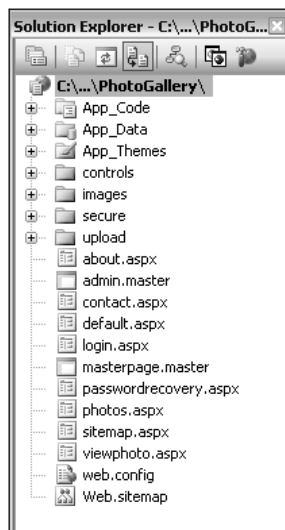 Solution Explorer - C:\...\PhotoG...
C:\...\PhotoGallery\
App_Code
App_Data
App_Themes
controls
images
secure
upload
about.aspx
admin.master
contact.aspx
default.aspx
login.aspx
masterpage.master
passwordrecovery.aspx
photos.aspx
sitemap.aspx
viewphoto.aspx
web.config
Web.sitemap